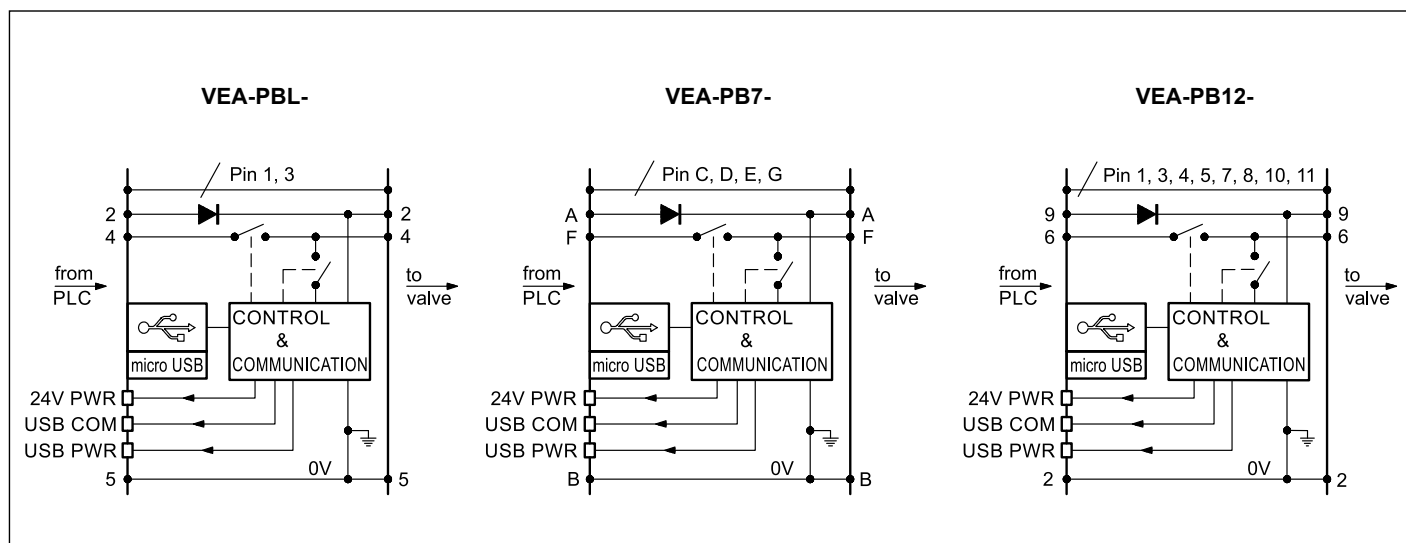 VEA-PBL-
VEA-PB7-
VEA-PB12-
Pin 1, 3
2
2
4
4
from
PLC
to
valve
CONTROL
&
COMMUNICATION
micro USB
24V PWR
USB COM
USB PWR
0V
5
5
Pin C, D, E, G
A
A
F
F
from
PLC
to
valve
CONTROL
&
COMMUNICATION
micro USB
24V PWR
USB COM
USB PWR
0V
B
B
Pin 1, 3, 4, 5, 7, 8, 10, 11
9
9
6
6
from
PLC
to
valve
CONTROL
&
COMMUNICATION
micro USB
24V PWR
USB COM
USB PWR
0V
2
2